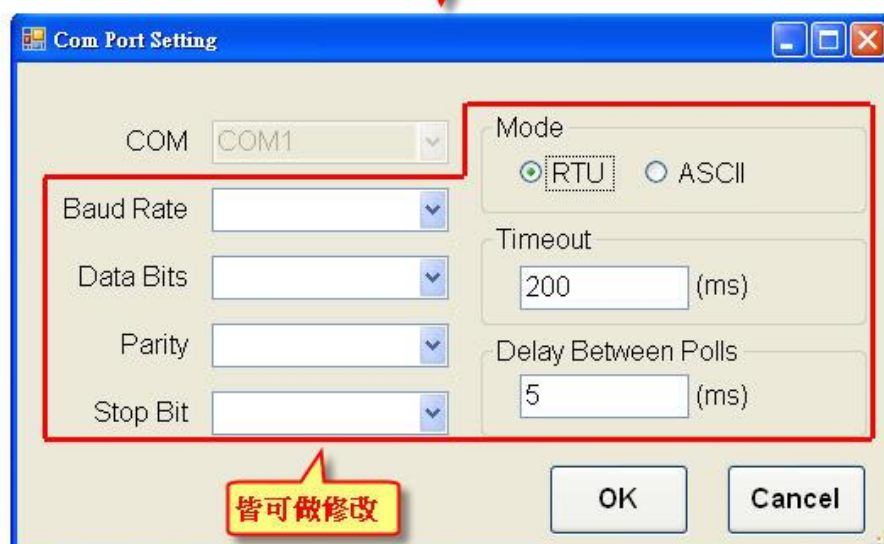 Com Port Setting
COM COM1
Baud Rate
Data Bits
Parity
Stop Bit
Mode
RTU ASCII
Timeout
200 (ms)
Delay Between Polls
5 (ms)
皆可做修改
OK Cancel